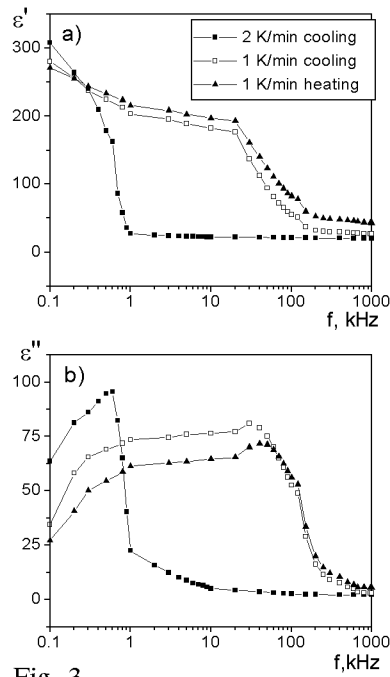 ε'
a)
2 K/min cooling
1 K/min cooling
1 K/min heating
300
200
100
0
0.1 1 10 100 1000
f, kHz
ε"
b)
100
75
50
25
0
0.1 1 10 100 1000
f,kHz
Fig. 3